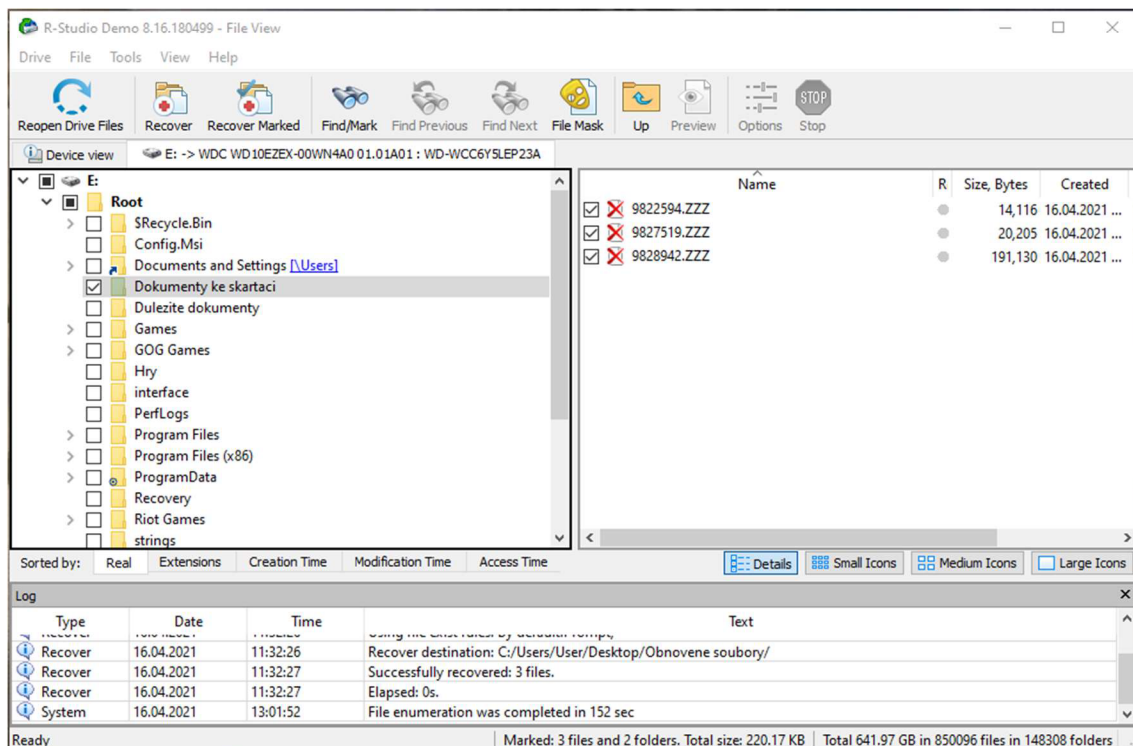 R-Studio Demo 8.16.180499 - File View
Drive File Tools View Help
Reopen Drive Files Recover Recover Marked Find/Mark Find Previous Find Next File Mask Up Preview Options STOP Stop
Device view E: -> WDC WD10EZEX-00WN4A0 01.01A01 : WD-WCC6Y5LEP23A
E:
Root
$Recycle.Bin
Config.Msi
Documents and Settings [\Users]
Dokumenty ke skartaci
Dulezite dokumenty
Games
GOG Games
Hry
interface
PerfLogs
Program Files
Program Files (x86)
ProgramData
Recovery
Riot Games
strings
Name R Size, Bytes Created
9822594.ZZZ 14,116 16.04.2021 ...
9827519.ZZZ 20,205 16.04.2021 ...
9828942.ZZZ 191,130 16.04.2021 ...
Sorted by: Real Extensions Creation Time Modification Time Access Time Details Small Icons Medium Icons Large Icons
Log
Type Date Time Text
Recover 16.04.2021 11:32:26 Recover destination: C:/Users/User/Desktop/Obnovene soubory/
Recover 16.04.2021 11:32:27 Successfully recovered: 3 files.
Recover 16.04.2021 11:32:27 Elapsed: 0s.
System 16.04.2021 13:01:52 File enumeration was completed in 152 sec
Ready Marked: 3 files and 2 folders. Total size: 220.17 KB Total 641.97 GB in 850096 files in 148308 folders